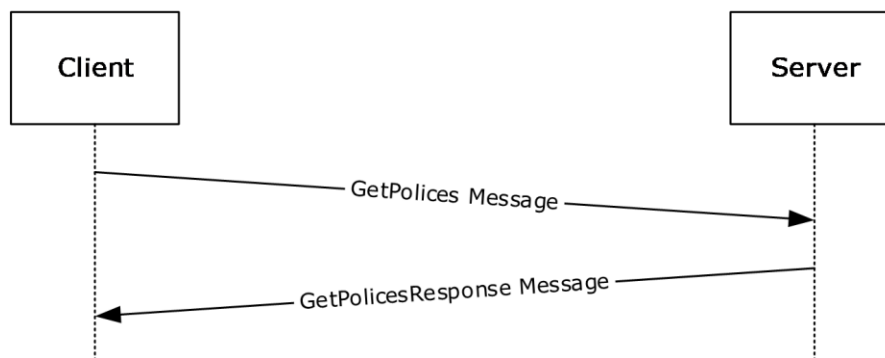 Client
Server
GetPolices Message
GetPolicesResponse Message